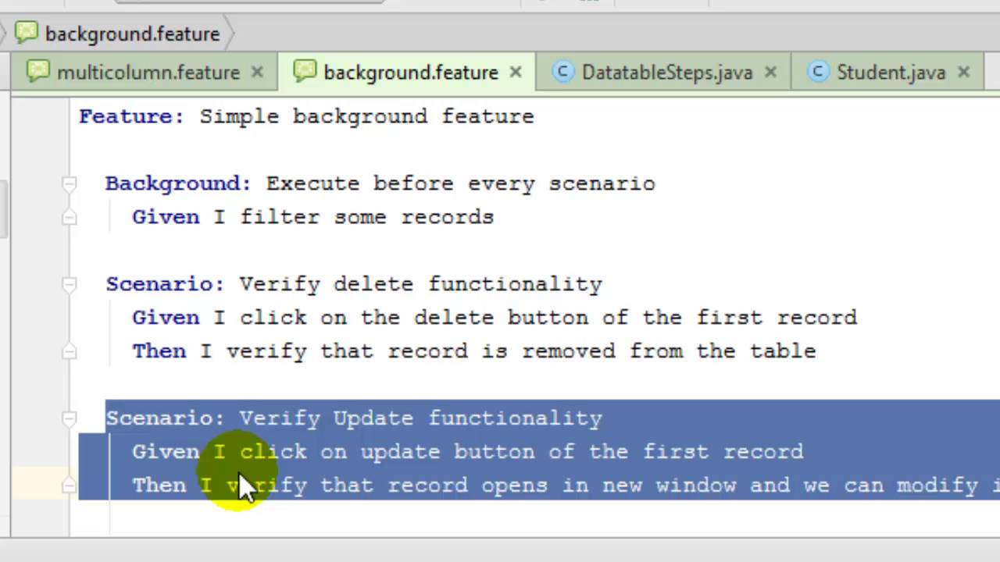 background.feature
multicolumn.feature background.feature DatatableSteps.java Student.java
Feature: Simple background feature
Background: Execute before every scenario
Given I filter some records
Scenario: Verify delete functionality
Given I click on the delete button of the first record
Then I verify that record is removed from the table
Scenario: Verify Update functionality
Given I click on update button of the first record
Then I verify that record opens in new window and we can modify